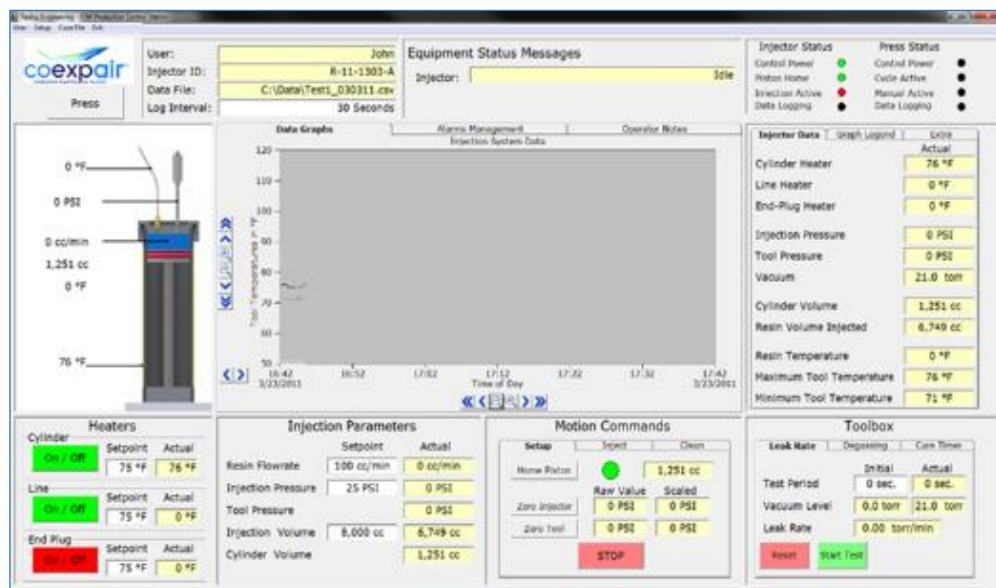 Radius Engineering
User Setup Cure File Exit
coexpair
Press
User: John
Injector ID: R-11-1303-A
Data File: C:\Data\Test1_030311.csv
Log Interval: 30 Seconds
Equipment Status Messages
Injector: Idle
Injector Status Press Status
Control Power Control Power
Piston Home Cycle Active
Injection Active Manual Active
Data Logging Data Logging
0 °F
0 PSI
0 cc/min
1,251 cc
0 °F
76 °F
Data Graphs Alarms Management Operator Notes
Injection System Data
Tool Temperatures in °F
120
110
100
90
80
70
60
50
16:42 16:52 17:02 17:12 17:22 17:32 17:42
3/23/2011 Time of Day 3/23/2011
Injector Data Graph Legend Extra
Actual
Cylinder Heater 76 °F
Line Heater 0 °F
End-Plug Heater 0 °F
Injection Pressure 0 PSI
Tool Pressure 0 PSI
Vacuum 21.0 torr
Cylinder Volume 1,251 cc
Resin Volume Injected 6,749 cc
Resin Temperature 0 °F
Maximum Tool Temperature 76 °F
Minimum Tool Temperature 71 °F
Heaters
Cylinder
Setpoint Actual
On / Off 75 °F 76 °F
Line
Setpoint Actual
On / Off 75 °F 0 °F
End Plug
Setpoint Actual
On / Off 75 °F 0 °F
Injection Parameters
Setpoint Actual
Resin Flowrate 100 cc/min 0 cc/min
Injection Pressure 25 PSI 0 PSI
Tool Pressure 0 PSI
Injection Volume 8,000 cc 6,749 cc
Cylinder Volume 1,251 cc
Motion Commands
Setup Inject Clean
Home Piston 1,251 cc
Raw Value Scaled
Zero Injector 0 PSI 0 PSI
Zero Tool 0 PSI 0 PSI
STOP
Toolbox
Leak Rate Degassing Cure Timer
Initial Actual
Test Period 0 sec. 0 sec.
Vacuum Level 0.0 torr 21.0 torr
Leak Rate 0.00 torr/min
Reset Start Test